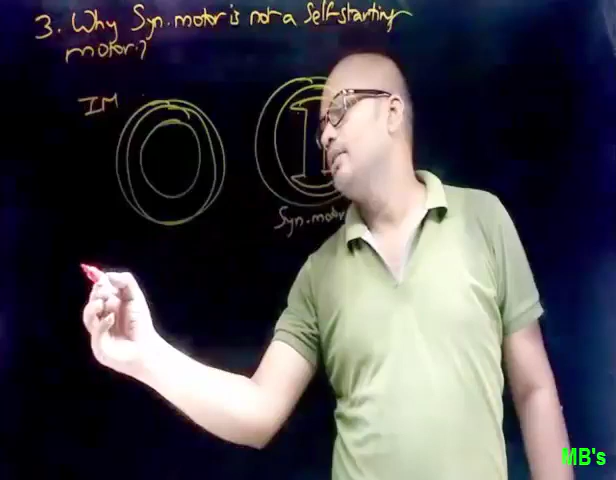 3. Why Syn. motor is not a Self-starting
motor.?
IM
Syn. motor
MB's